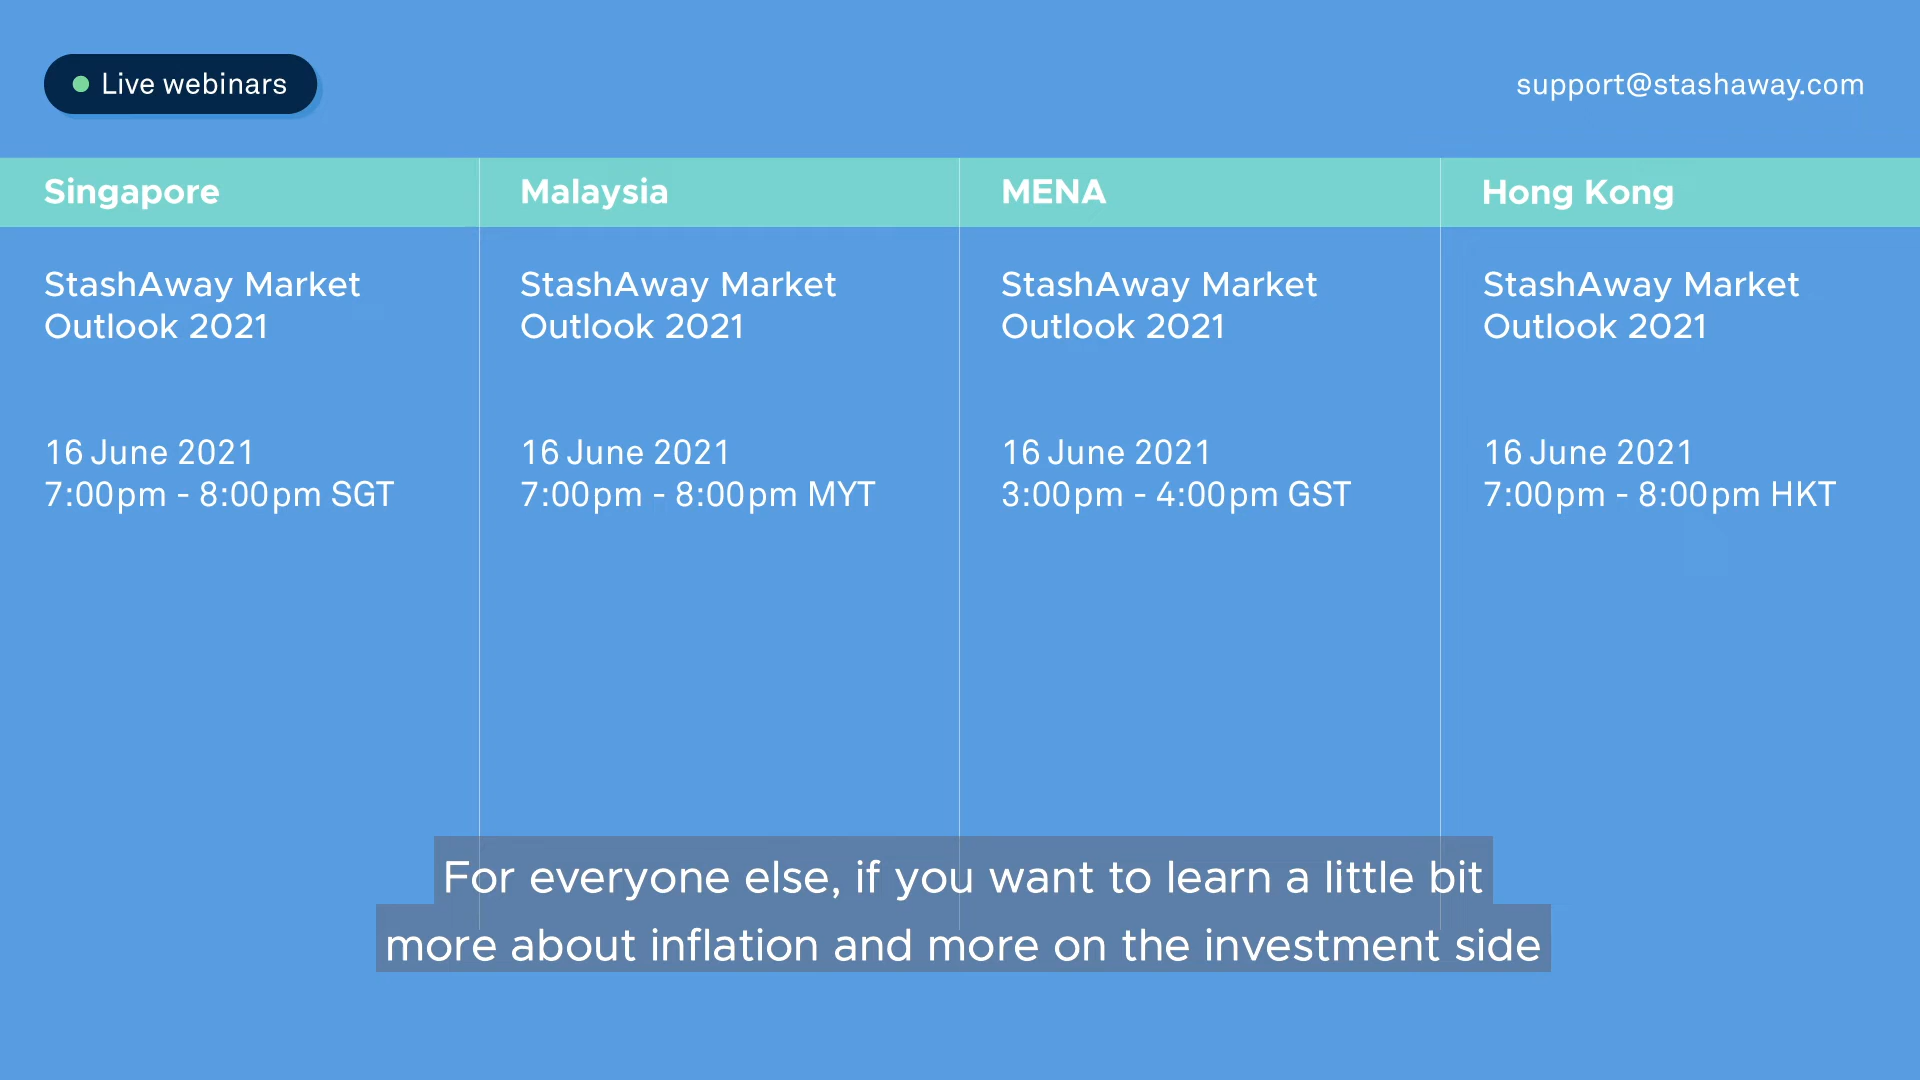 Live webinars
support@stashaway.com
Singapore
Malaysia
MENA
Hong Kong
StashAway Market
Outlook 2021
16 June 2021
7:00pm - 8:00pm SGT
StashAway Market
Outlook 2021
16 June 2021
7:00pm - 8:00pm MYT
StashAway Market
Outlook 2021
16 June 2021
3:00pm - 4:00pm GST
StashAway Market
Outlook 2021
16 June 2021
7:00pm - 8:00pm HKT
For everyone else, if you want to learn a little bit
more about inflation and more on the investment side